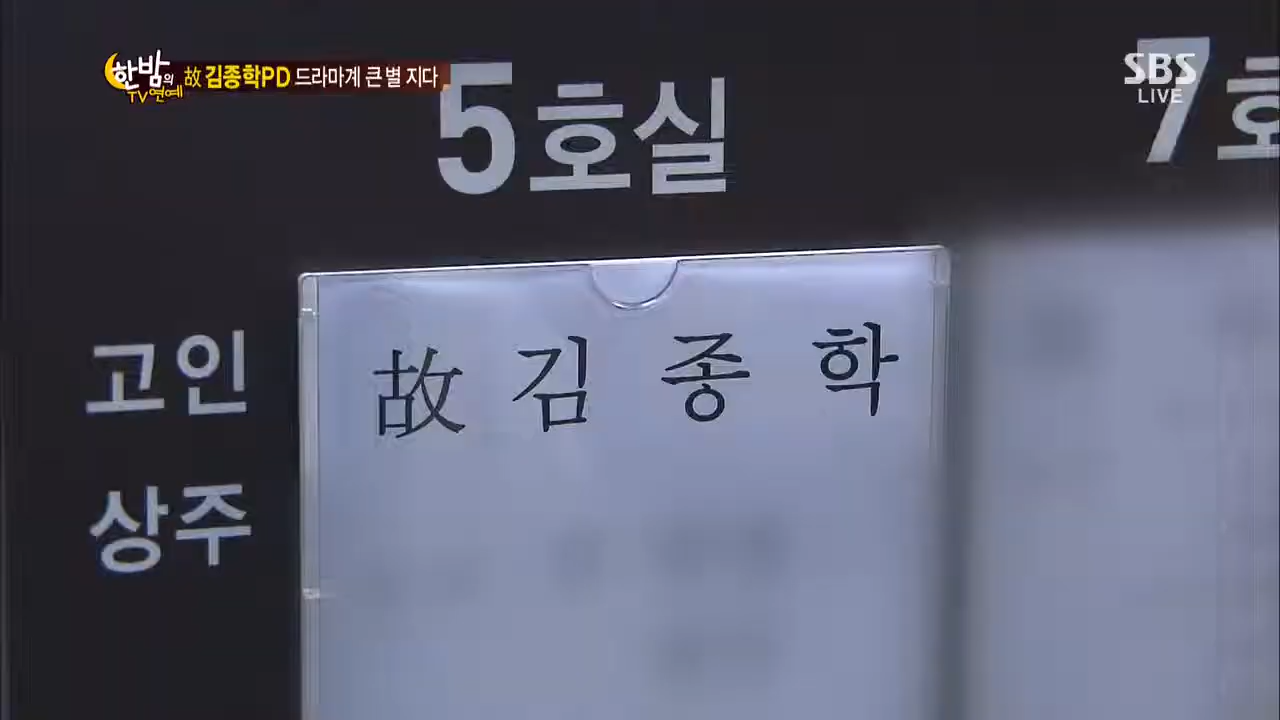 한밤의
TV연예
故 김종학PD 드라마계 큰 별 지다
SBS
LIVE
5호실
7호
고인
故 김 종 학
상주